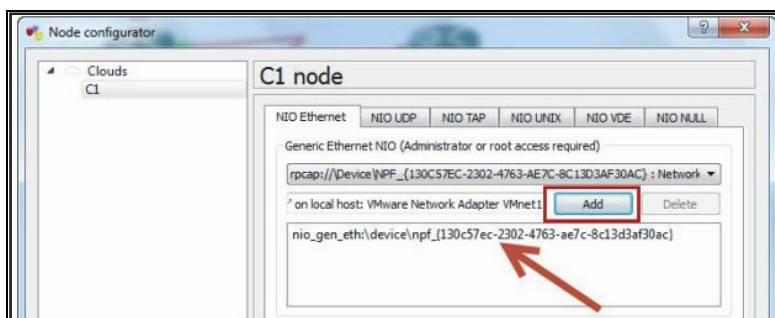 Node configurator
Clouds
C1
C1 node
NIO Ethernet NIO UDP NIO TAP NIO UNIX NIO VDE NIO NULL
Generic Ethernet NIO (Administrator or root access required)
rpcap://\Device\NPF_{130C57EC-2302-4763-AE7C-8C13D3AF30AC} : Network
' on local host: VMware Network Adapter VMnet1 Add Delete
nio_gen_eth:\device\npf_{130c57ec-2302-4763-ae7c-8c13d3af30ac}